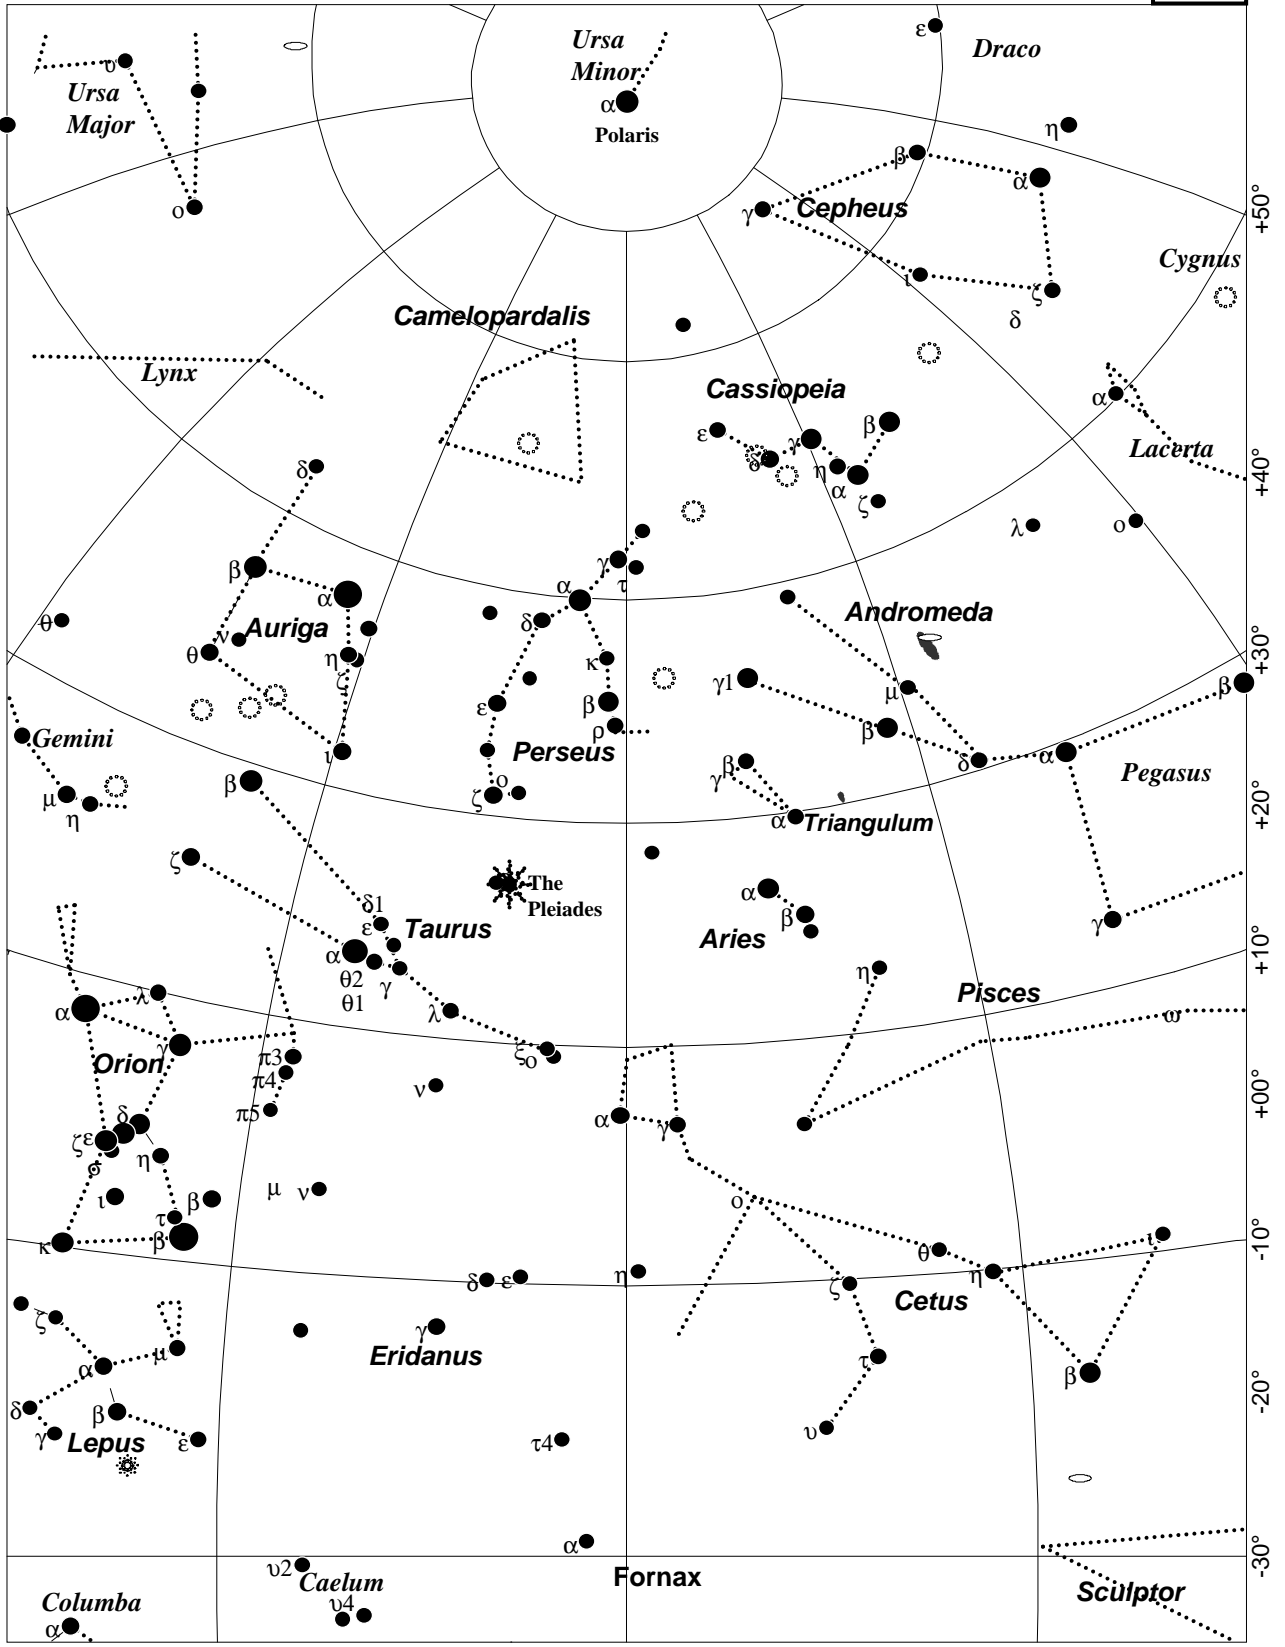 Ursa
Minor
ε
Draco
υ
Ursa
Major
α
Polaris
η
β
α
ο
γ
Cepheus
+50°
Cygnus
ι
ζ
δ
Camelopardalis
Lynx
Cassiopeia
α
ε
γ
β
δ
η
α
ζ
Lacerta
+40°
δ
λ
ο
γ
τ
β
α
α
θ
ν
Auriga
δ
Andromeda
θ
η
ζ
κ
+30°
γ1
μ
β
ε
β
ρ
β
Gemini
ι
Perseus
δ
α
Pegasus
β
μ
η
ζ
ο
β
γ
α
Triangulum
+20°
ζ
The
Pleiades
α
β
δ1
ε
Taurus
Aries
γ
α
θ2
θ1
γ
+10°
η
Pisces
λ
α
λ
ω
γ
Orion
π3
π4
π5
ξ
ο
ν
+00°
α
γ
δ
ζ
ε
σ
η
ι
β
μ
ν
ο
τ
β
κ
θ
ι
-10°
δ
ε
η
ζ
η
Cetus
ζ
γ
Eridanus
μ
α
τ
β
δ
β
γ
Lepus
ε
τ4
υ
-20°
α
-30°
υ2
Caelum
υ4
Fornax
Sculptor
Columba
α